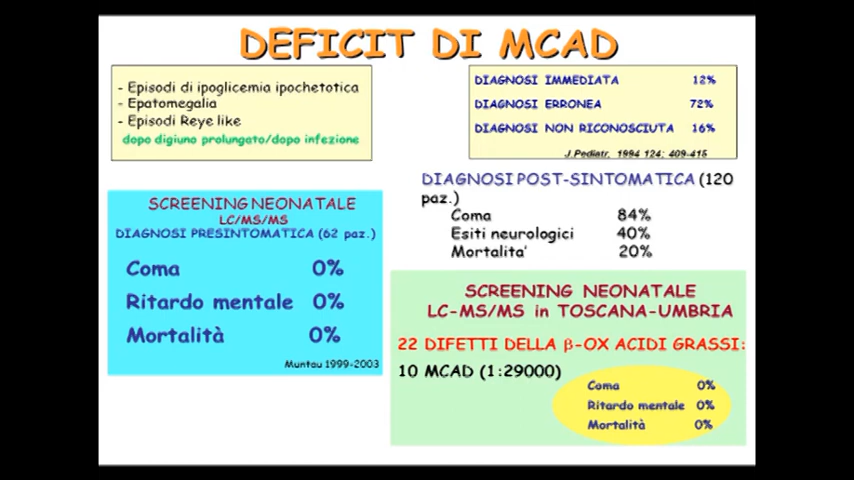 DEFICIT DI MCAD
- Episodi di ipoglicemia ipochetotica
- Epatomegalia
- Episodi Reye like
dopo digiuno prolungato/dopo infezione
DIAGNOSI IMMEDIATA 12%
DIAGNOSI ERRONEA 72%
DIAGNOSI NON RICONOSCIUTA 16%
J.Pediatr, 1994 124; 409-415
SCREENING NEONATALE
LC/MS/MS
DIAGNOSI PRESINTOMATICA (62 paz.)
Coma 0%
Ritardo mentale 0%
Mortalità 0%
Muntau 1999-2003
DIAGNOSI POST-SINTOMATICA (120
paz.)
Coma 84%
Esiti neurologici 40%
Mortalita' 20%
SCREENING NEONATALE
LC-MS/MS in TOSCANA-UMBRIA
22 DIFETTI DELLA β-OX ACIDI GRASSI:
10 MCAD (1:29000)
Coma 0%
Ritardo mentale 0%
Mortalità 0%